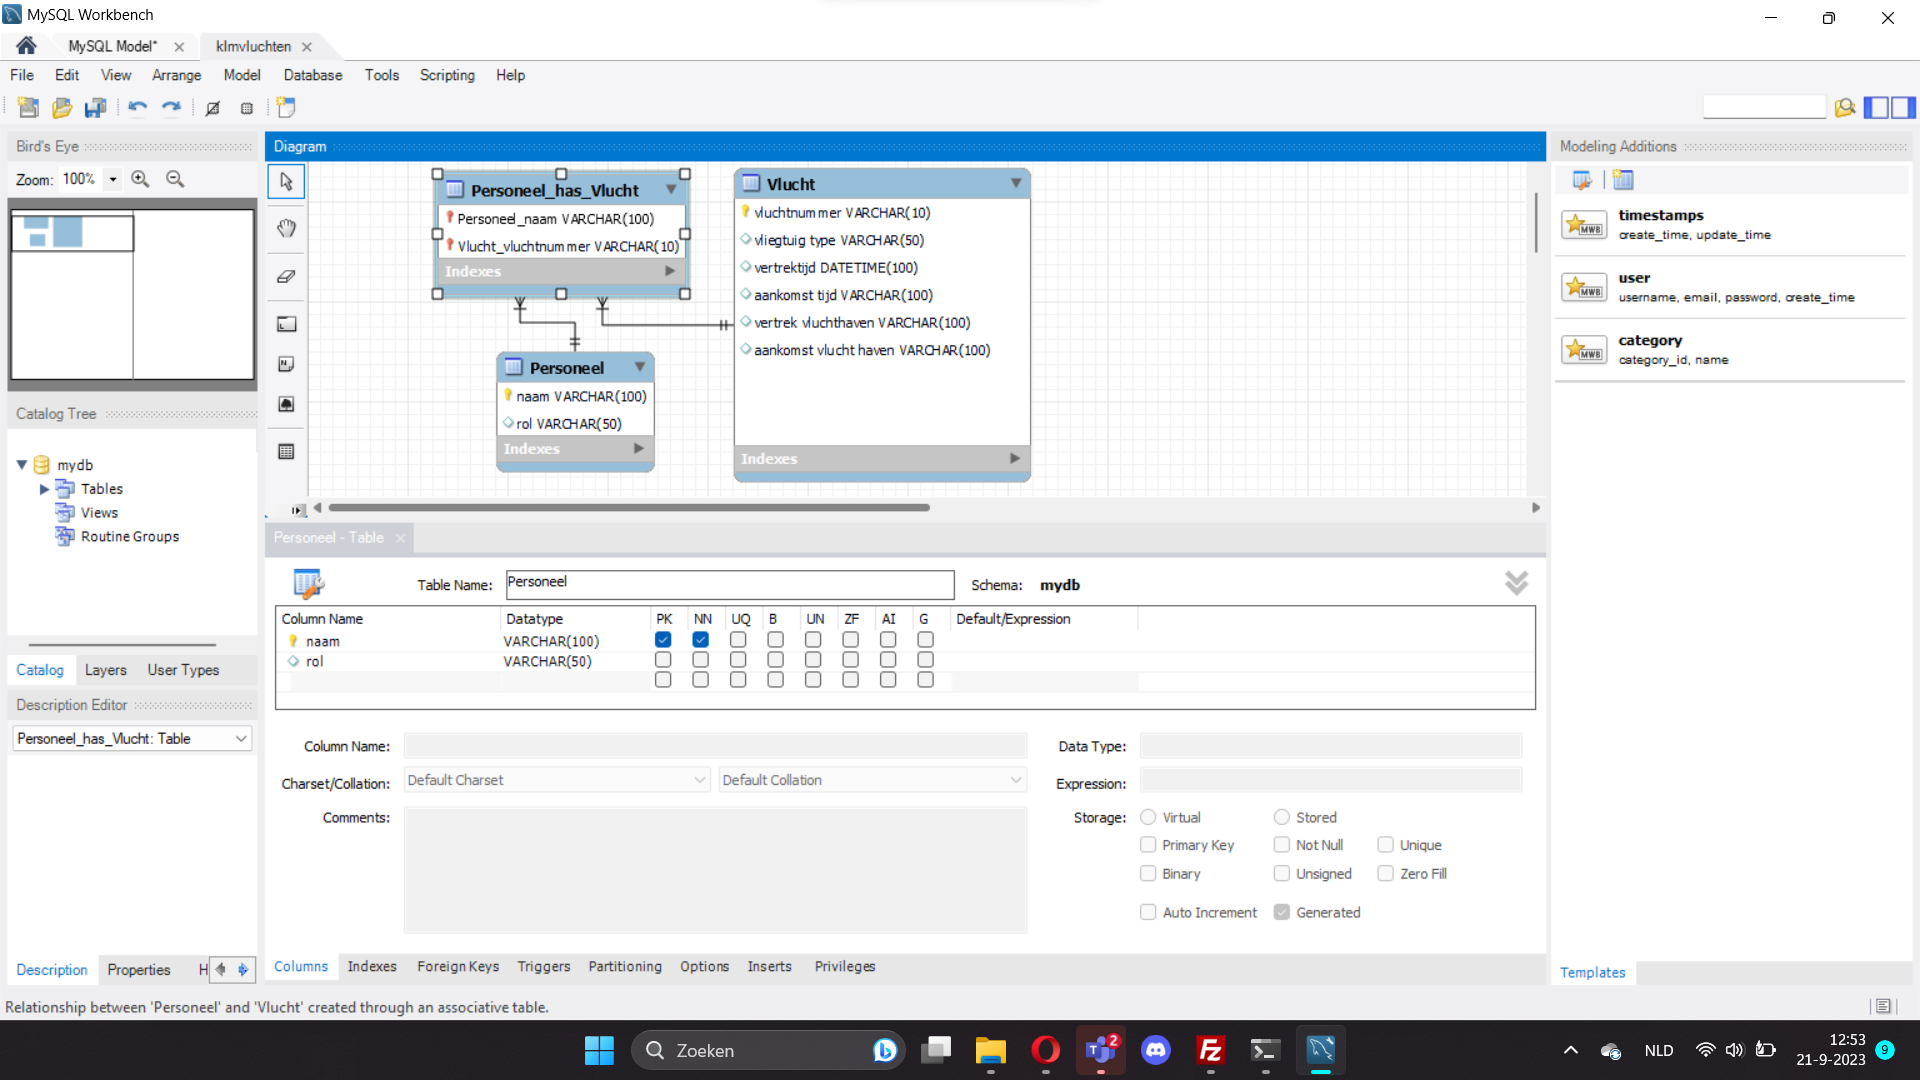 MySQL Workbench
MySQL Model*
klmvluchten
File Edit View Arrange Model Database Tools Scripting Help
Bird's Eye
Zoom: 100%
Diagram
Personeel_has_Vlucht
Personeel_naam VARCHAR(100)
Vlucht_vluchtnummer VARCHAR(10)
Indexes
Vlucht
vluchtnummer VARCHAR(10)
vliegtuig type VARCHAR(50)
vertrektijd DATETIME(100)
aankomst tijd VARCHAR(100)
vertrek vluchthaven VARCHAR(100)
aankomst vlucht haven VARCHAR(100)
Indexes
Personeel
naam VARCHAR(100)
rol VARCHAR(50)
Indexes
Modeling Additions
timestamps
create_time, update_time
user
username, email, password, create_time
category
category_id, name
MWB
MWB
MWB
Templates
Catalog Tree
mydb
Tables
Views
Routine Groups
Catalog Layers User Types
Description Editor
Personeel_has_Vlucht: Table
Description Properties H
Personeel - Table
Table Name: Personeel Schema: mydb
Column Name Datatype PK NN UQ B UN ZF AI G Default/Expression
naam VARCHAR(100)
rol VARCHAR(50)
Column Name: Data Type:
Charset/Collation: Default Charset Default Collation Expression:
Comments: Storage: Virtual Stored
Primary Key Not Null Unique
Binary Unsigned Zero Fill
Auto Increment Generated
Columns Indexes Foreign Keys Triggers Partitioning Options Inserts Privileges
Relationship between 'Personeel' and 'Vlucht' created through an associative table.
Zoeken
2
NLD
12:53
21-9-2023
9